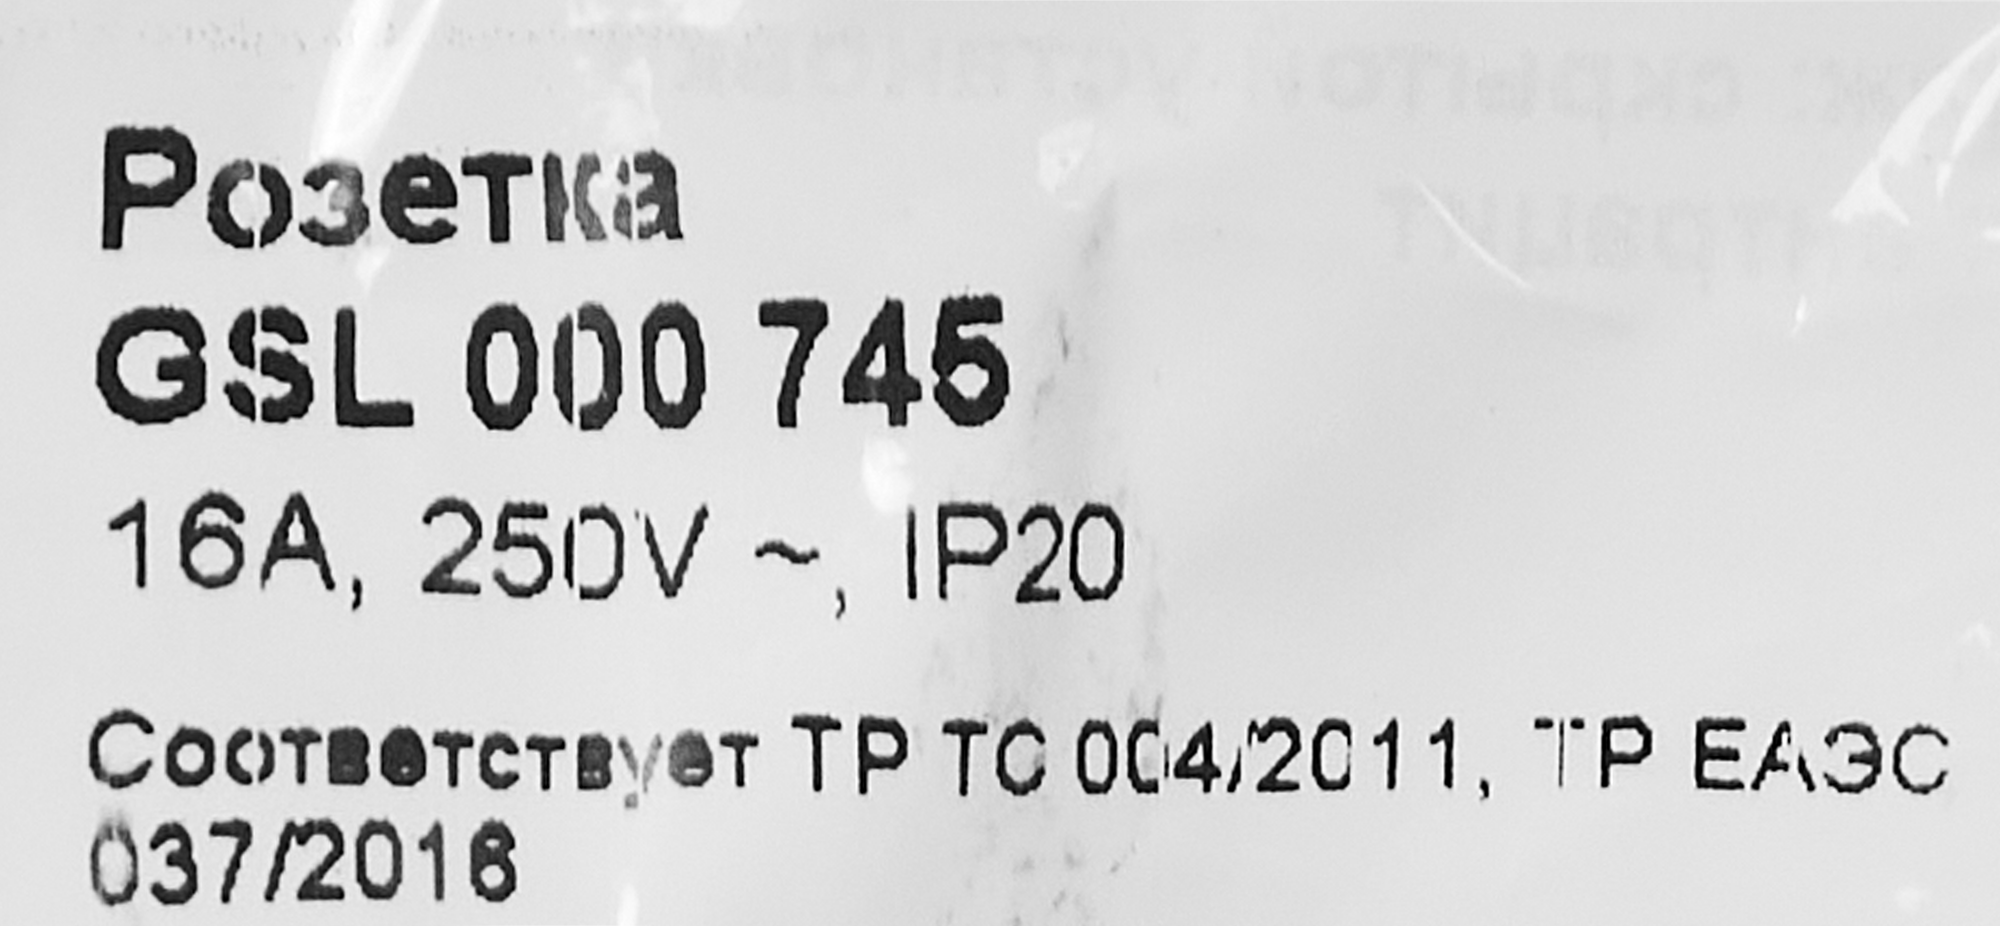 Розетка
GSL 000 745
16A, 250V ~, IP20
Соответствует ТР ТС 004/2011, ТР ЕАЭС
037/2016